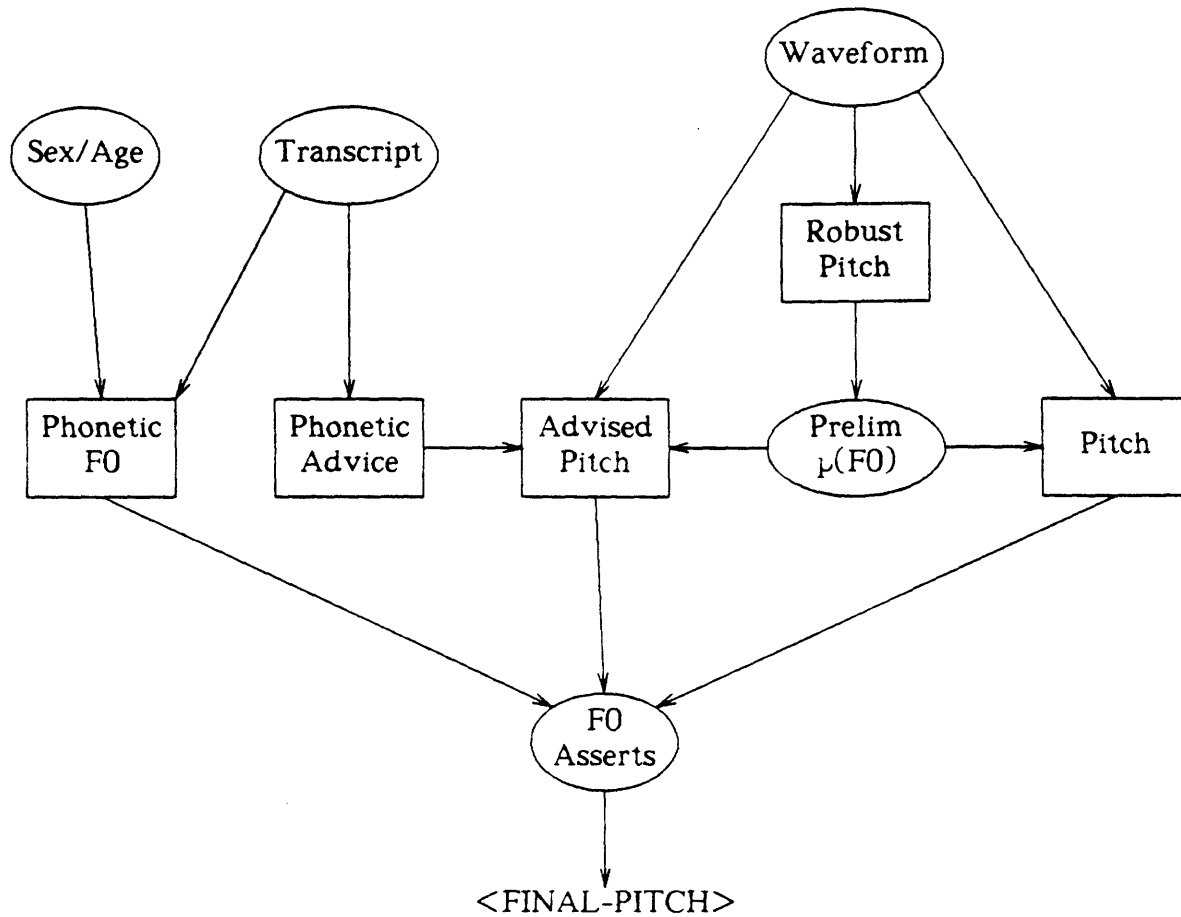 Waveform
Sex/Age
Transcript
Robust
Pitch
Phonetic
F0
Phonetic
Advice
Advised
Pitch
Prelim
μ(F0)
Pitch
F0
Asserts
<FINAL-PITCH>